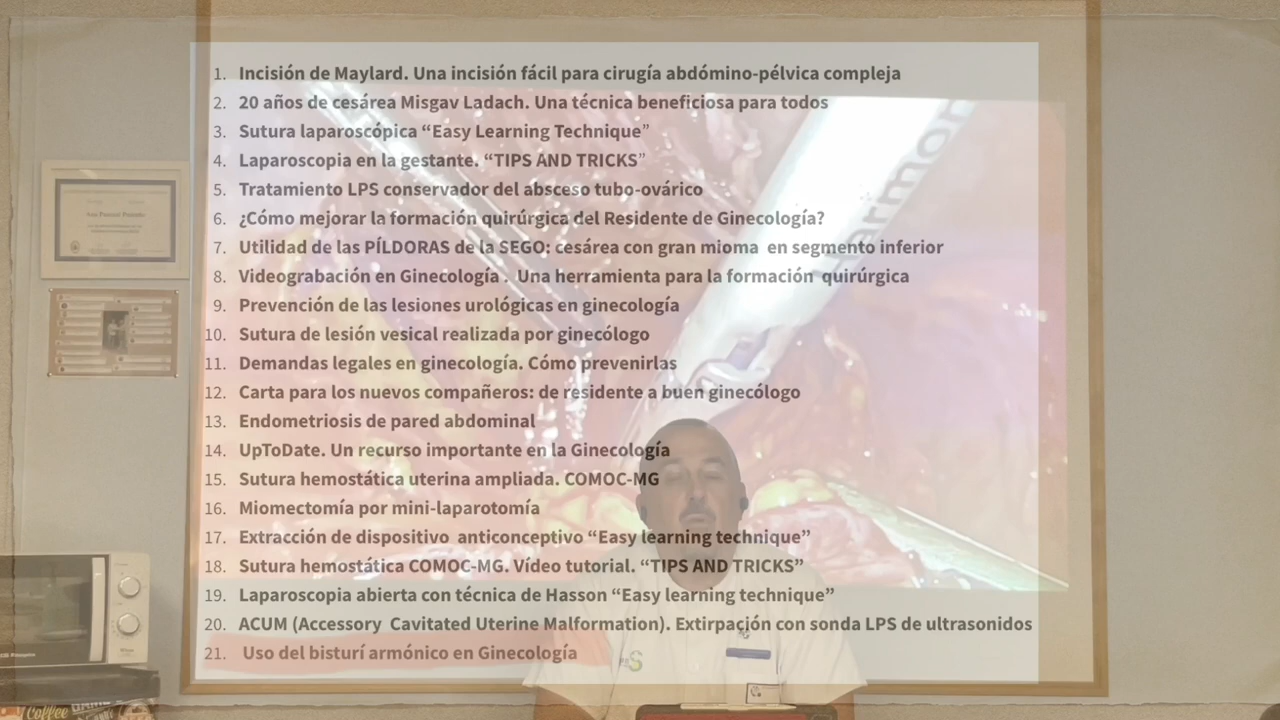 1. Incisión de Maylard. Una incisión fácil para cirugía abdómino-pélvica compleja
2. 20 años de cesárea Misgav Ladach. Una técnica beneficiosa para todos
3. Sutura laparoscópica “Easy Learning Technique”
4. Laparoscopia en la gestante. “TIPS AND TRICKS”
5. Tratamiento LPS conservador del absceso tubo-ovárico
6. ¿Cómo mejorar la formación quirúrgica del Residente de Ginecología?
7. Utilidad de las PÍLDORAS de la SEGO: cesárea con gran mioma en segmento inferior
8. Videograbación en Ginecología . Una herramienta para la formación quirúrgica
9. Prevención de las lesiones urológicas en ginecología
10. Sutura de lesión vesical realizada por ginecólogo
11. Demandas legales en ginecología. Cómo prevenirlas
12. Carta para los nuevos compañeros: de residente a buen ginecólogo
13. Endometriosis de pared abdominal
14. UpToDate. Un recurso importante en la Ginecología
15. Sutura hemostática uterina ampliada. COMOC-MG
16. Miomectomía por mini-laparotomía
17. Extracción de dispositivo anticonceptivo “Easy learning technique”
18. Sutura hemostática COMOC-MG. Vídeo tutorial. “TIPS AND TRICKS”
19. Laparoscopia abierta con técnica de Hasson “Easy learning technique”
20. ACUM (Accessory Cavitated Uterine Malformation). Extirpación con sonda LPS de ultrasonidos
21. Uso del bisturí armónico en Ginecología
Harmon
Coffee